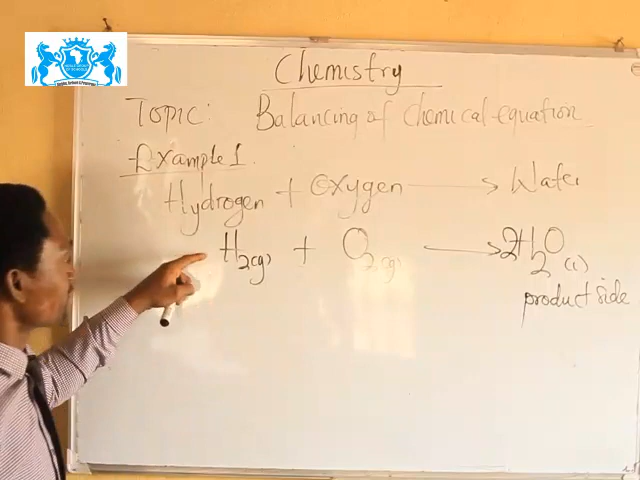 Chemistry
Topic: Balancing of chemical equation
Example 1.
Hydrogen + Oxygen → Water
H₂(g) + O₂(g) → 2H₂O(l)
product side